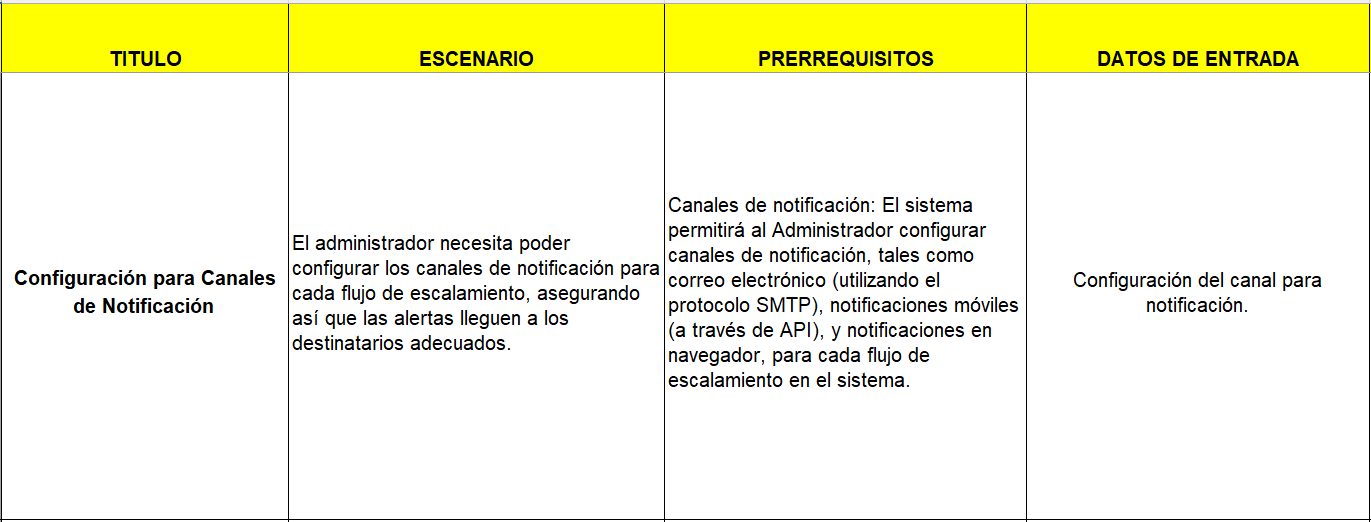 TITULO
ESCENARIO
PRERREQUISITOS
DATOS DE ENTRADA
Configuración para Canales
de Notificación
El administrador necesita poder
configurar los canales de notificación para
cada flujo de escalamiento, asegurando
así que las alertas lleguen a los
destinatarios adecuados.
Canales de notificación: El sistema
permitirá al Administrador configurar
canales de notificación, tales como
correo electrónico (utilizando el
protocolo SMTP), notificaciones móviles
(a través de API), y notificaciones en
navegador, para cada flujo de
escalamiento en el sistema.
Configuración del canal para
notificación.